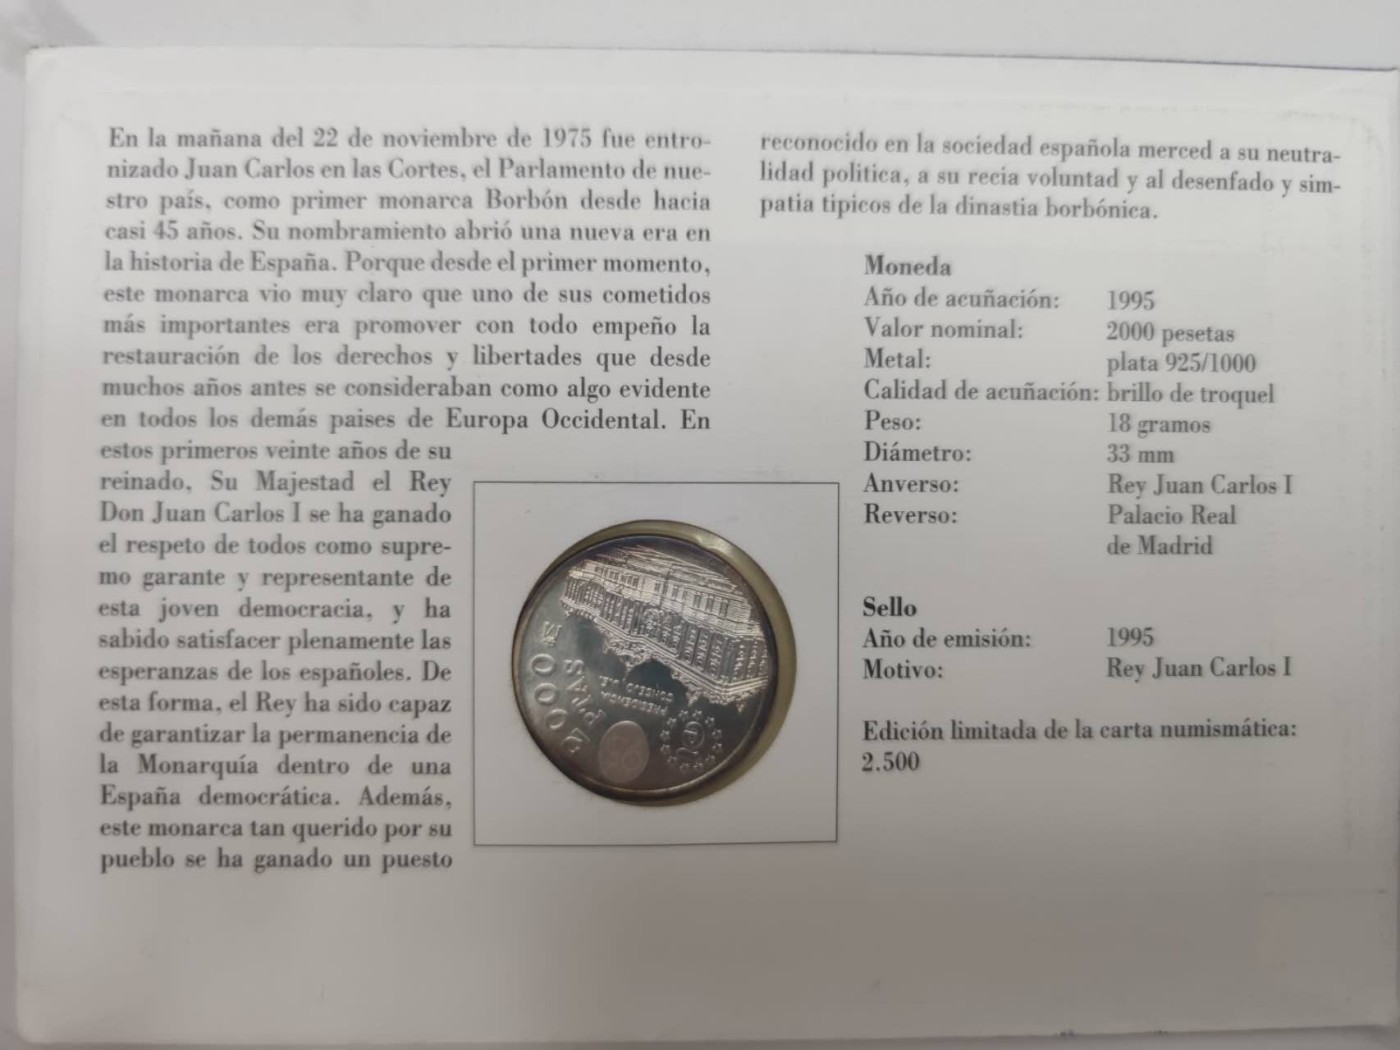 En la mañana del 22 de noviembre de 1975 fue entro-
nizado Juan Carlos en las Cortes, el Parlamento de nue-
stro país, como primer monarca Borbón desde hacia
casi 45 años. Su nombramiento abrió una nueva era en
la historia de España. Porque desde el primer momento,
este monarca vio muy claro que uno de sus cometidos
más importantes era promover con todo empeño la
restauración de los derechos y libertades que desde
muchos años antes se consideraban como algo evidente
en todos los demás paises de Europa Occidental. En
estos primeros veinte años de su
reinado, Su Majestad el Rey
Don Juan Carlos I se ha ganado
el respeto de todos como supre-
mo garante y representante de
esta joven democracia, y ha
sabido satisfacer plenamente las
esperanzas de los españoles. De
esta forma, el Rey ha sido capaz
de garantizar la permanencia de
la Monarquía dentro de una
España democrática. Además,
este monarca tan querido por su
pueblo se ha ganado un puesto
reconocido en la sociedad española merced a su neutra-
lidad politica, a su recia voluntad y al desenfado y sim-
patia tipicos de la dinastia borbónica.
Moneda
Año de acuñación: 1995
Valor nominal: 2000 pesetas
Metal: plata 925/1000
Calidad de acuñación: brillo de troquel
Peso: 18 gramos
Diámetro: 33 mm
Anverso: Rey Juan Carlos I
Reverso: Palacio Real
de Madrid
Sello
Año de emisión: 1995
Motivo: Rey Juan Carlos I
Edición limitada de la carta numismática:
2.500
2000
PTAS
PRESIDENCIA
CONSEJO U.E.